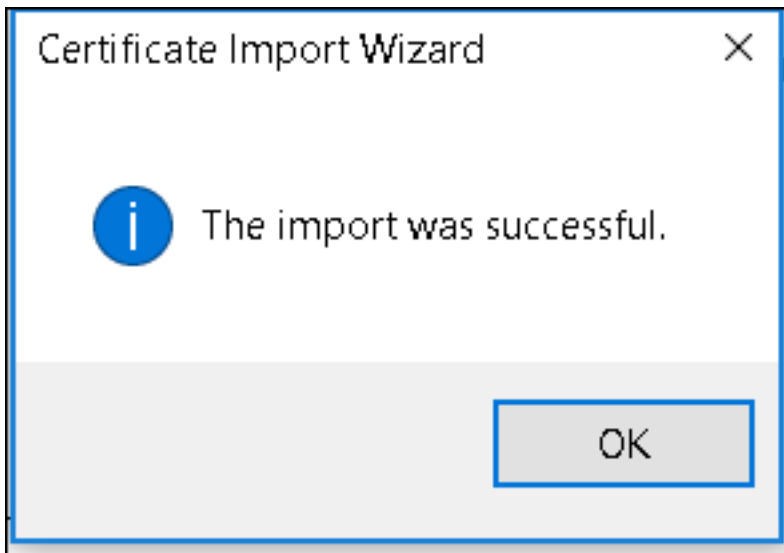 Certificate Import Wizard
The import was successful.
OK